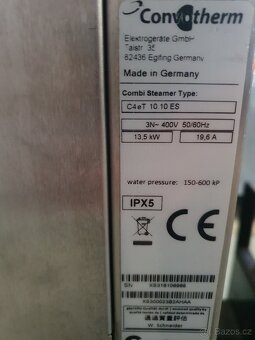 Convotherm
Elektrogeräte GmbH
Talstr. 35
82436 Eglfing Germany
Made in Germany
Combi Steamer Type:
C4eT 10.10 ES
3N~ 400V 50/60Hz
13,5 kW 19,6 A
water pressure: 150-600 kP
IPX5
CE
SN
W. Schneider